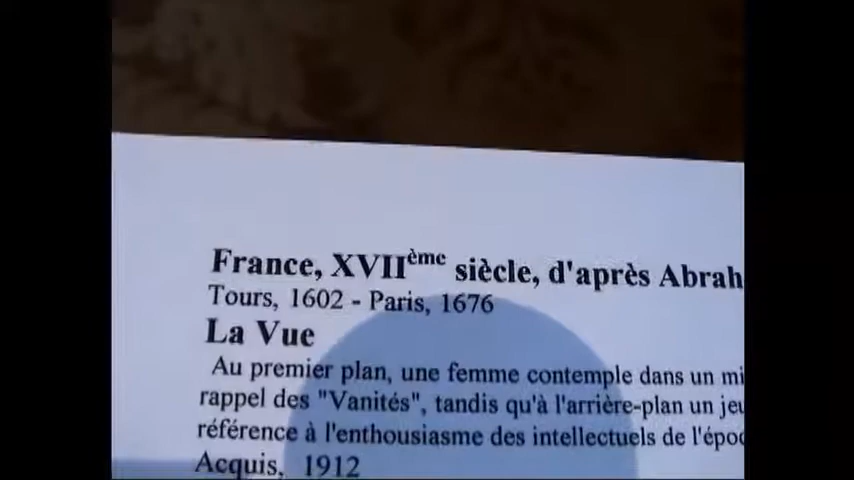 France, XVIIème siècle, d'après Abrah
Tours, 1602 - Paris, 1676
La Vue
Au premier plan, une femme contemple dans un mi
rappel des "Vanités", tandis qu'à l'arrière-plan un jeu
référence à l'enthousiasme des intellectuels de l'époq
Acquis, 1912